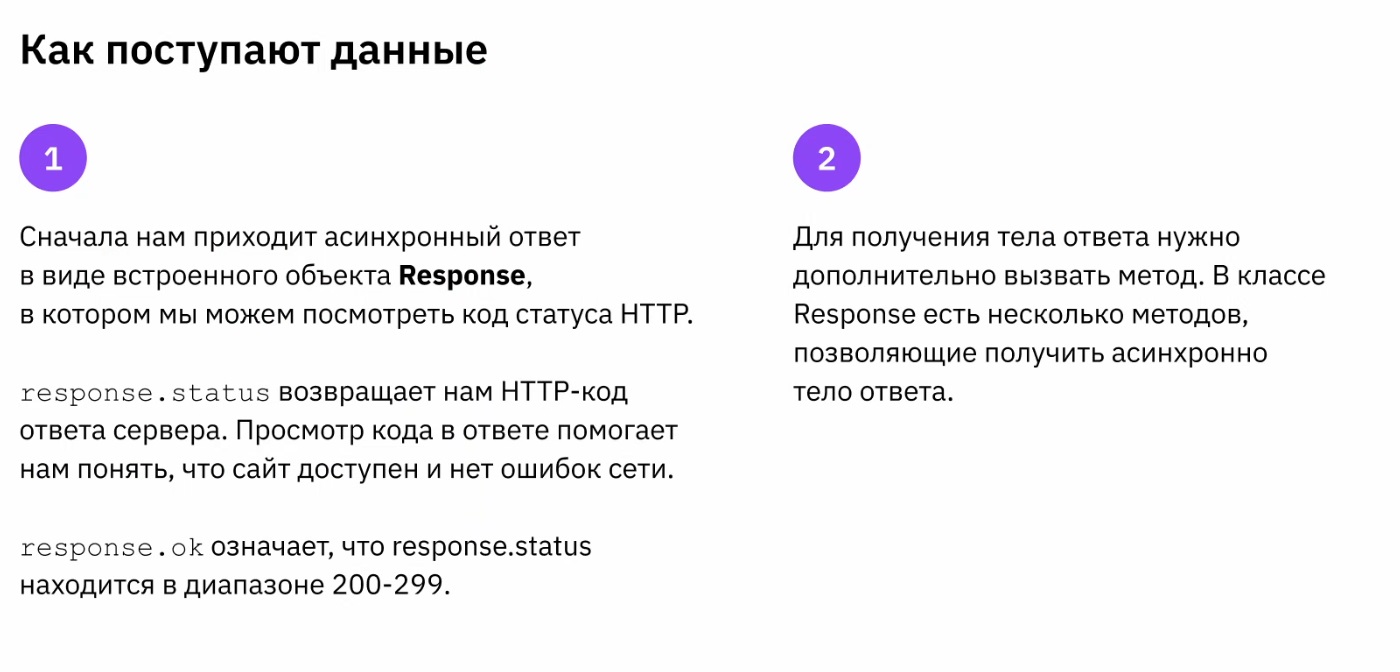 Как поступают данные
1
Сначала нам приходит асинхронный ответ
в виде встроенного объекта Response,
в котором мы можем посмотреть код статуса HTTP.
response.status возвращает нам HTTP-код
ответа сервера. Просмотр кода в ответе помогает
нам понять, что сайт доступен и нет ошибок сети.
response.ok означает, что response.status
находится в диапазоне 200-299.
2
Для получения тела ответа нужно
дополнительно вызвать метод. В классе
Response есть несколько методов,
позволяющие получить асинхронно
тело ответа.